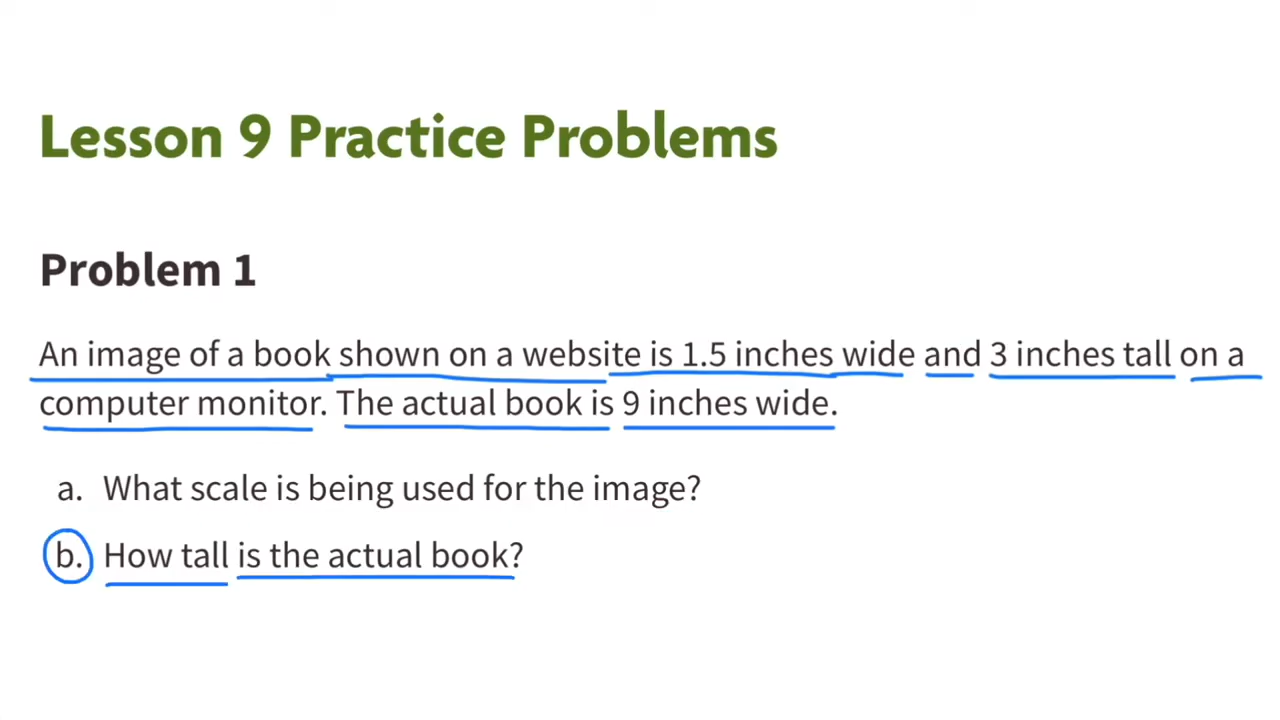 Lesson 9 Practice Problems
Problem 1
An image of a book shown on a website is 1.5 inches wide and 3 inches tall on a
computer monitor. The actual book is 9 inches wide.
a. What scale is being used for the image?
b. How tall is the actual book?